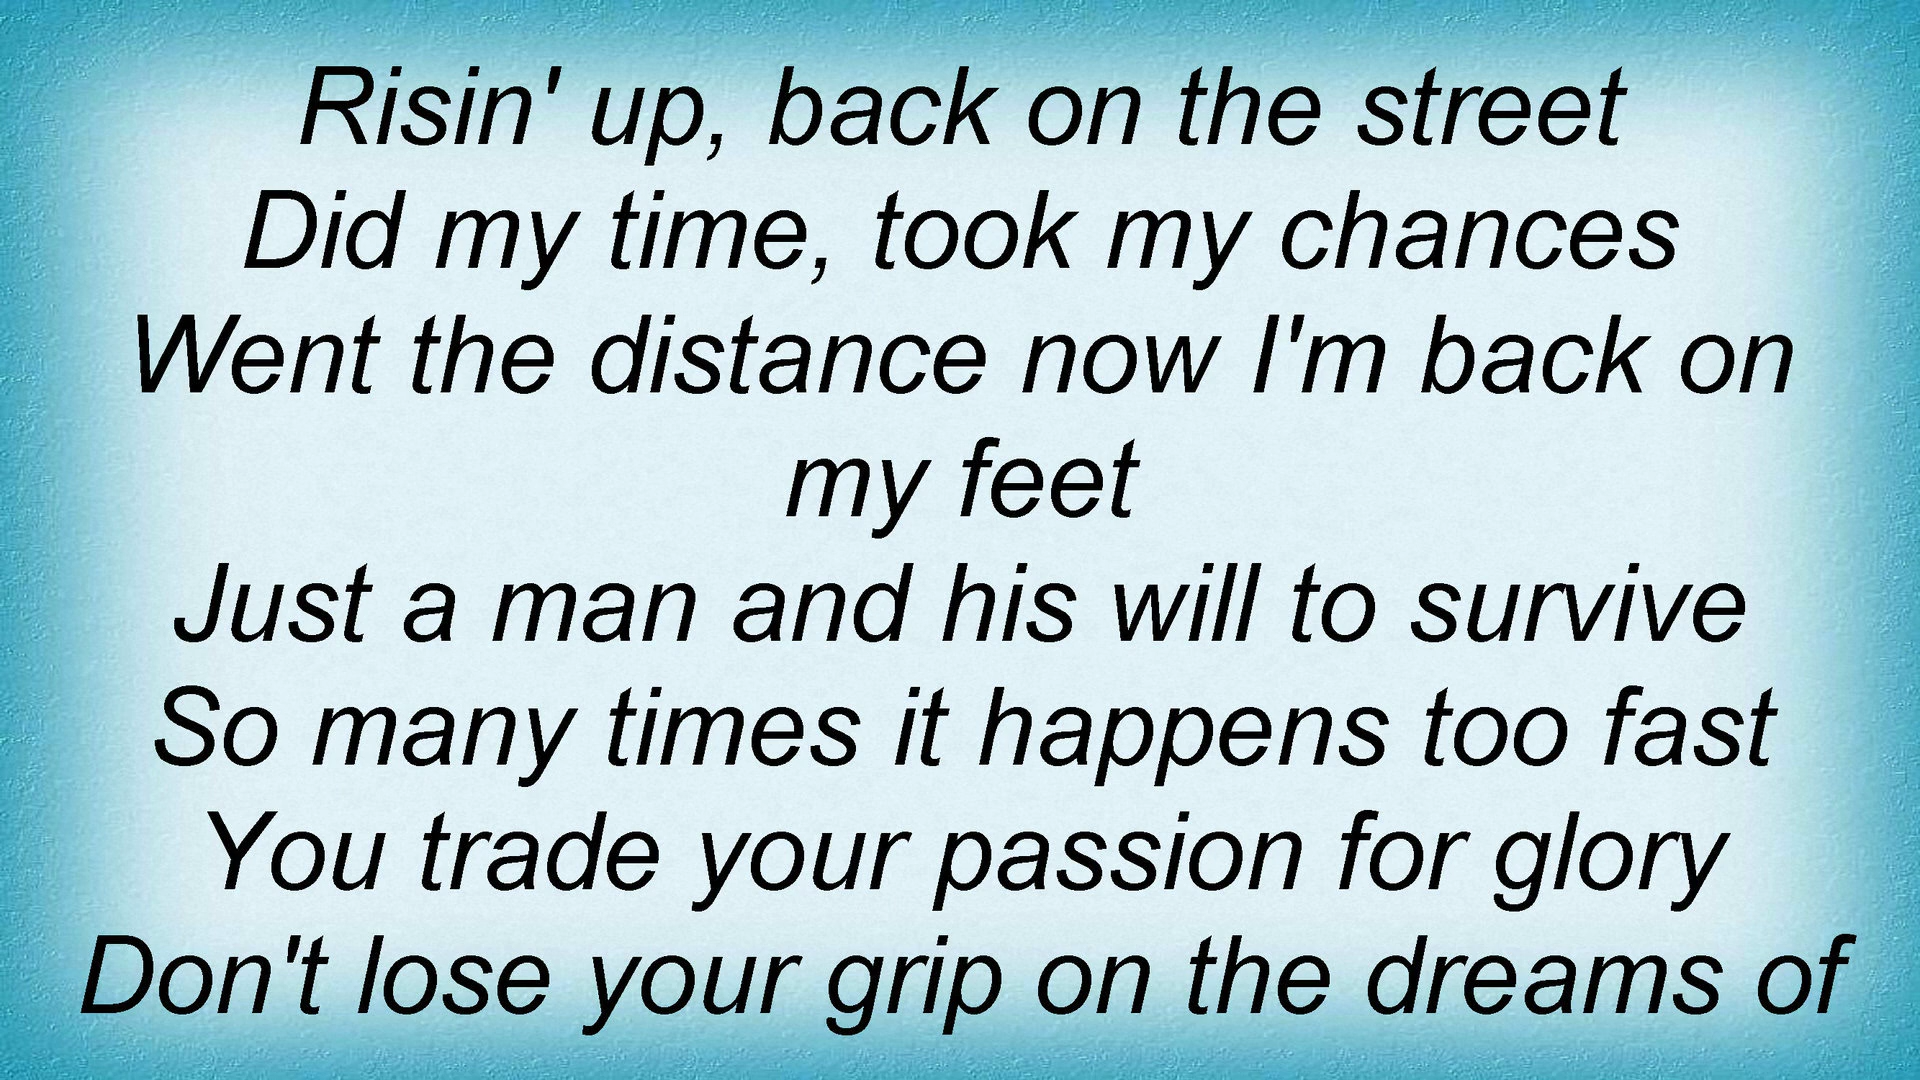 Risin' up, back on the street
Did my time, took my chances
Went the distance now I'm back on
my feet
Just a man and his will to survive
So many times it happens too fast
You trade your passion for glory
Don't lose your grip on the dreams of